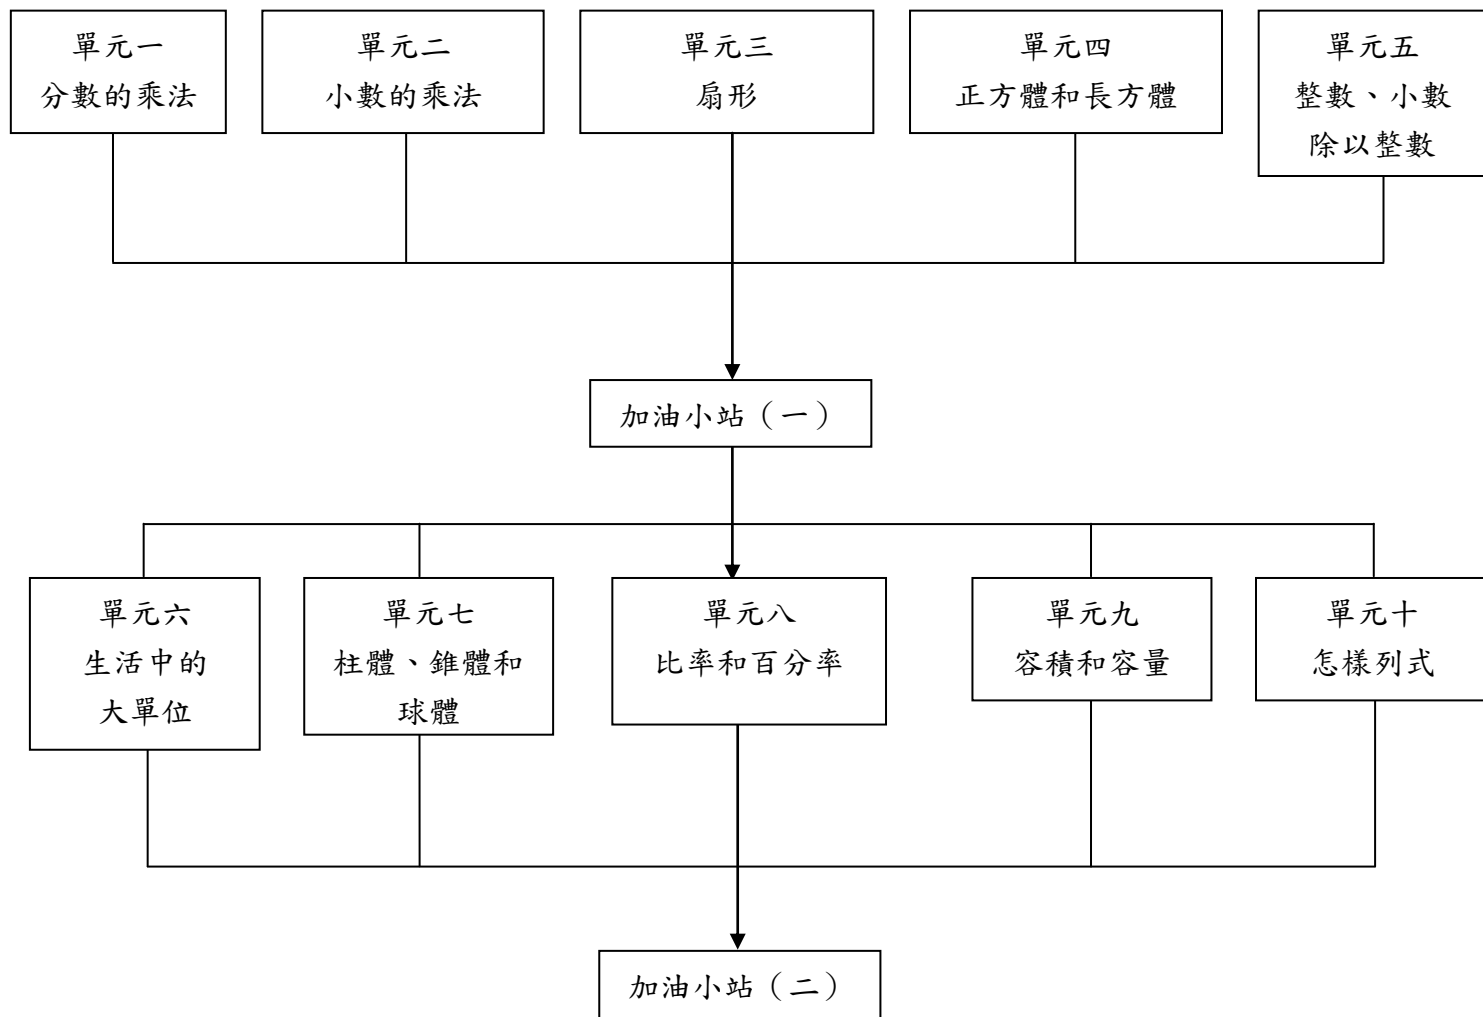 單元一
分數的乘法
單元二
小數的乘法
單元三
扇形
單元四
正方體和長方體
單元五
整數、小數
除以整數
加油小站（一）
單元六
生活中的
大單位
單元七
柱體、錐體和
球體
單元八
比率和百分率
單元九
容積和容量
單元十
怎樣列式
加油小站（二）